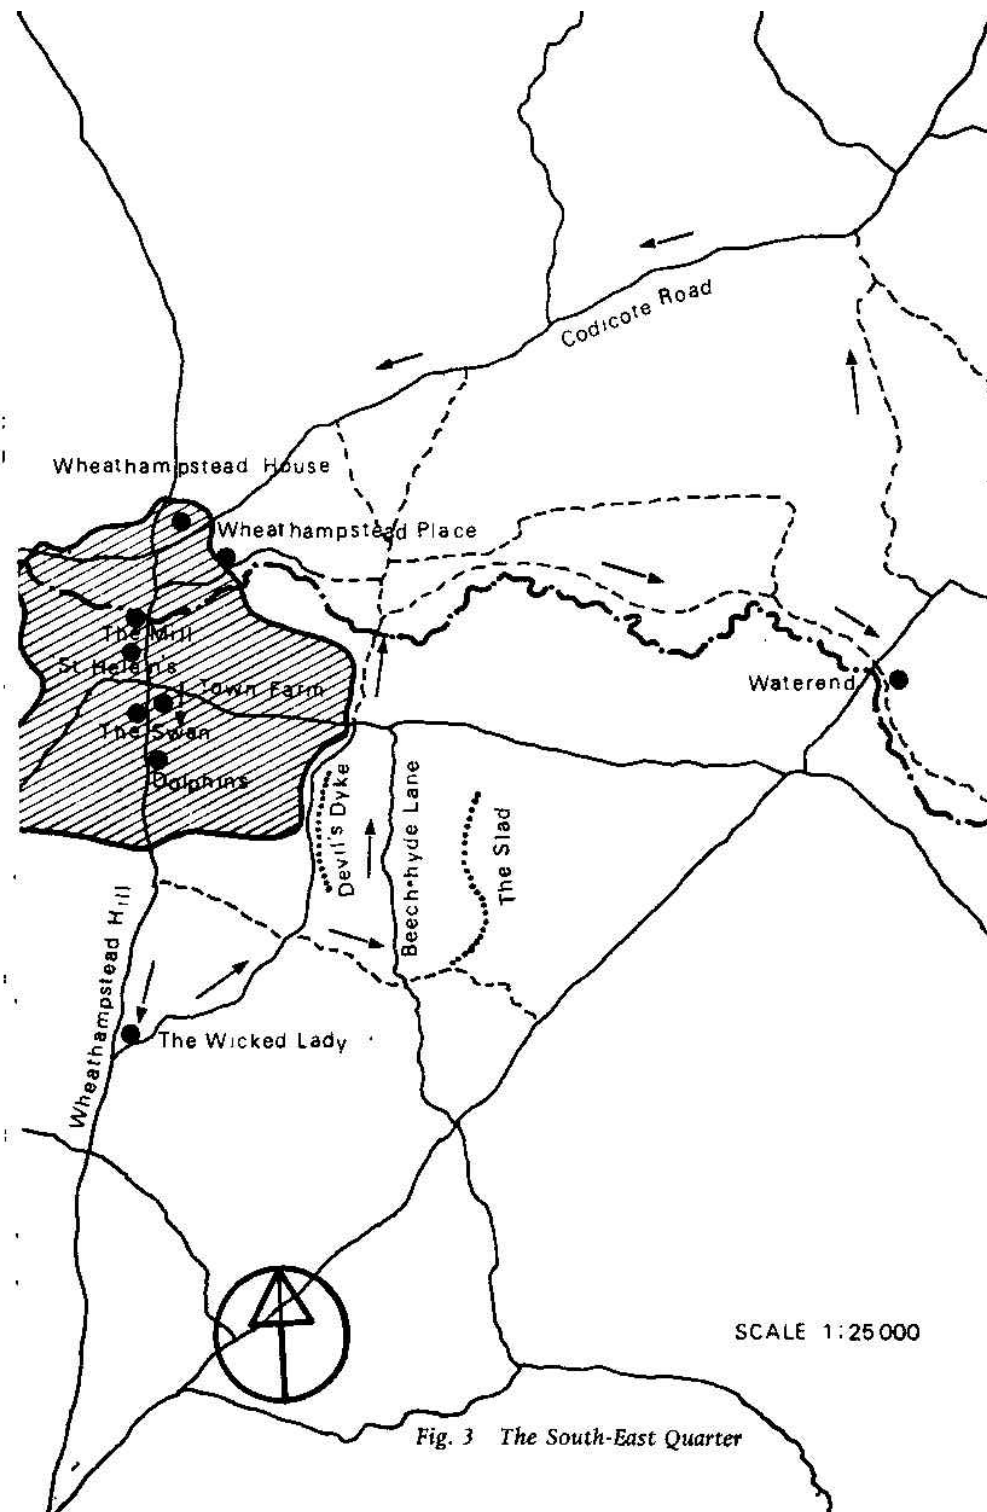 Codicote Road
Wheathampstead House
Wheathampstead Place
The Mill
St Helen's
Town Farm
Waterend
The Swan
Dolphins
Devil's Dyke
Beech-hyde Lane
The Slad
Wheathampstead Hill
The Wicked Lady
SCALE 1:25000
Fig. 3 The South-East Quarter